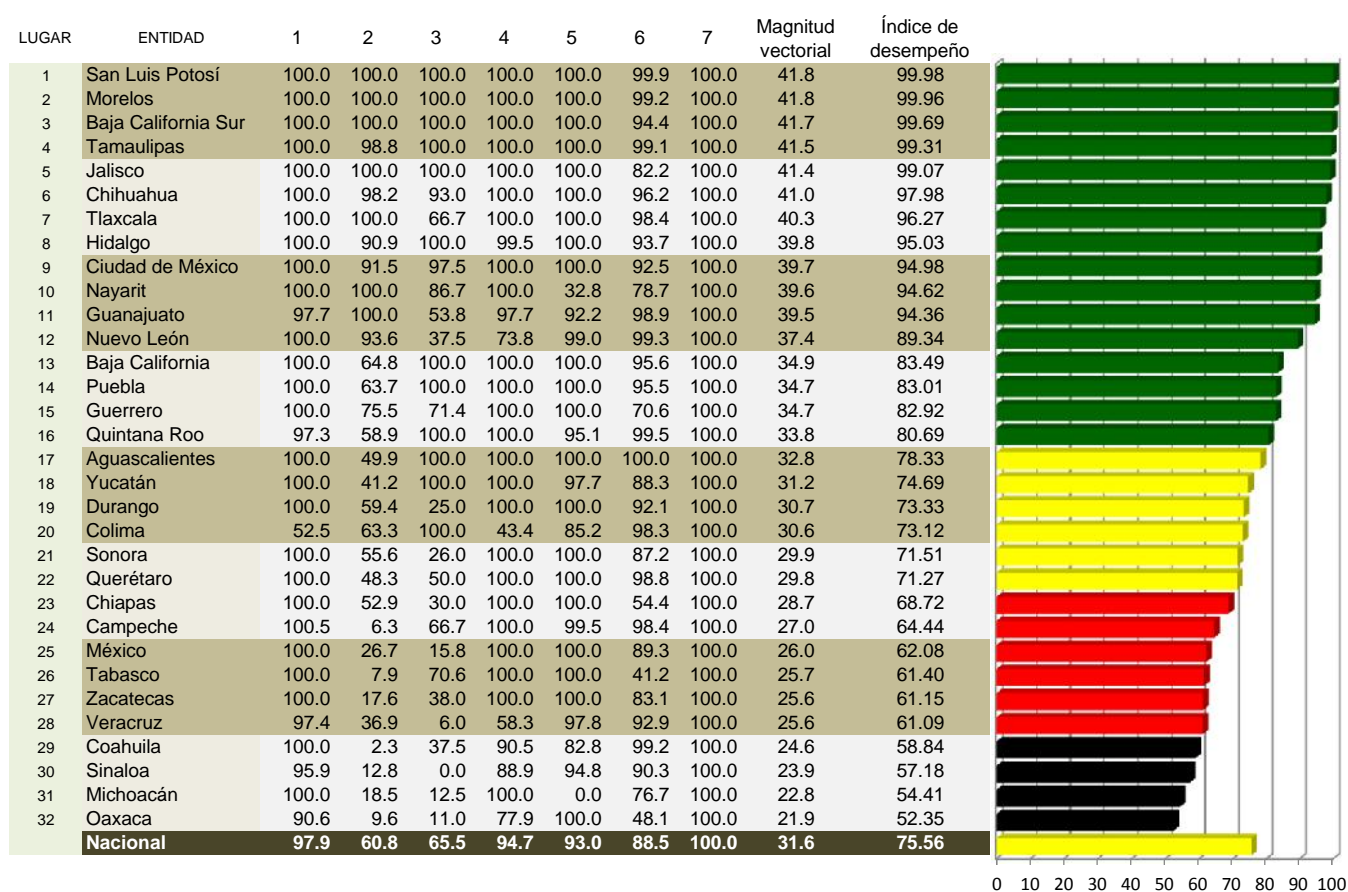 LUGAR ENTIDAD 1 2 3 4 5 6 7 Magnitud vectorial Índice de desempeño
1 San Luis Potosí 100.0 100.0 100.0 100.0 100.0 99.9 100.0 41.8 99.98
2 Morelos 100.0 100.0 100.0 100.0 100.0 99.2 100.0 41.8 99.96
3 Baja California Sur 100.0 100.0 100.0 100.0 100.0 94.4 100.0 41.7 99.69
4 Tamaulipas 100.0 98.8 100.0 100.0 100.0 99.1 100.0 41.5 99.31
5 Jalisco 100.0 100.0 100.0 100.0 100.0 82.2 100.0 41.4 99.07
6 Chihuahua 100.0 98.2 93.0 100.0 100.0 96.2 100.0 41.0 97.98
7 Tlaxcala 100.0 100.0 66.7 100.0 100.0 98.4 100.0 40.3 96.27
8 Hidalgo 100.0 90.9 100.0 99.5 100.0 93.7 100.0 39.8 95.03
9 Ciudad de México 100.0 91.5 97.5 100.0 100.0 92.5 100.0 39.7 94.98
10 Nayarit 100.0 100.0 86.7 100.0 32.8 78.7 100.0 39.6 94.62
11 Guanajuato 97.7 100.0 53.8 97.7 92.2 98.9 100.0 39.5 94.36
12 Nuevo León 100.0 93.6 37.5 73.8 99.0 99.3 100.0 37.4 89.34
13 Baja California 100.0 64.8 100.0 100.0 100.0 95.6 100.0 34.9 83.49
14 Puebla 100.0 63.7 100.0 100.0 100.0 95.5 100.0 34.7 83.01
15 Guerrero 100.0 75.5 71.4 100.0 100.0 70.6 100.0 34.7 82.92
16 Quintana Roo 97.3 58.9 100.0 100.0 95.1 99.5 100.0 33.8 80.69
17 Aguascalientes 100.0 49.9 100.0 100.0 100.0 100.0 100.0 32.8 78.33
18 Yucatán 100.0 41.2 100.0 100.0 97.7 88.3 100.0 31.2 74.69
19 Durango 100.0 59.4 25.0 100.0 100.0 92.1 100.0 30.7 73.33
20 Colima 52.5 63.3 100.0 43.4 85.2 98.3 100.0 30.6 73.12
21 Sonora 100.0 55.6 26.0 100.0 100.0 87.2 100.0 29.9 71.51
22 Querétaro 100.0 48.3 50.0 100.0 100.0 98.8 100.0 29.8 71.27
23 Chiapas 100.0 52.9 30.0 100.0 100.0 54.4 100.0 28.7 68.72
24 Campeche 100.5 6.3 66.7 100.0 99.5 98.4 100.0 27.0 64.44
25 México 100.0 26.7 15.8 100.0 100.0 89.3 100.0 26.0 62.08
26 Tabasco 100.0 7.9 70.6 100.0 100.0 41.2 100.0 25.7 61.40
27 Zacatecas 100.0 17.6 38.0 100.0 100.0 83.1 100.0 25.6 61.15
28 Veracruz 97.4 36.9 6.0 58.3 97.8 92.9 100.0 25.6 61.09
29 Coahuila 100.0 2.3 37.5 90.5 82.8 99.2 100.0 24.6 58.84
30 Sinaloa 95.9 12.8 0.0 88.9 94.8 90.3 100.0 23.9 57.18
31 Michoacán 100.0 18.5 12.5 100.0 0.0 76.7 100.0 22.8 54.41
32 Oaxaca 90.6 9.6 11.0 77.9 100.0 48.1 100.0 21.9 52.35
Nacional 97.9 60.8 65.5 94.7 93.0 88.5 100.0 31.6 75.56
0 10 20 30 40 50 60 70 80 90 100